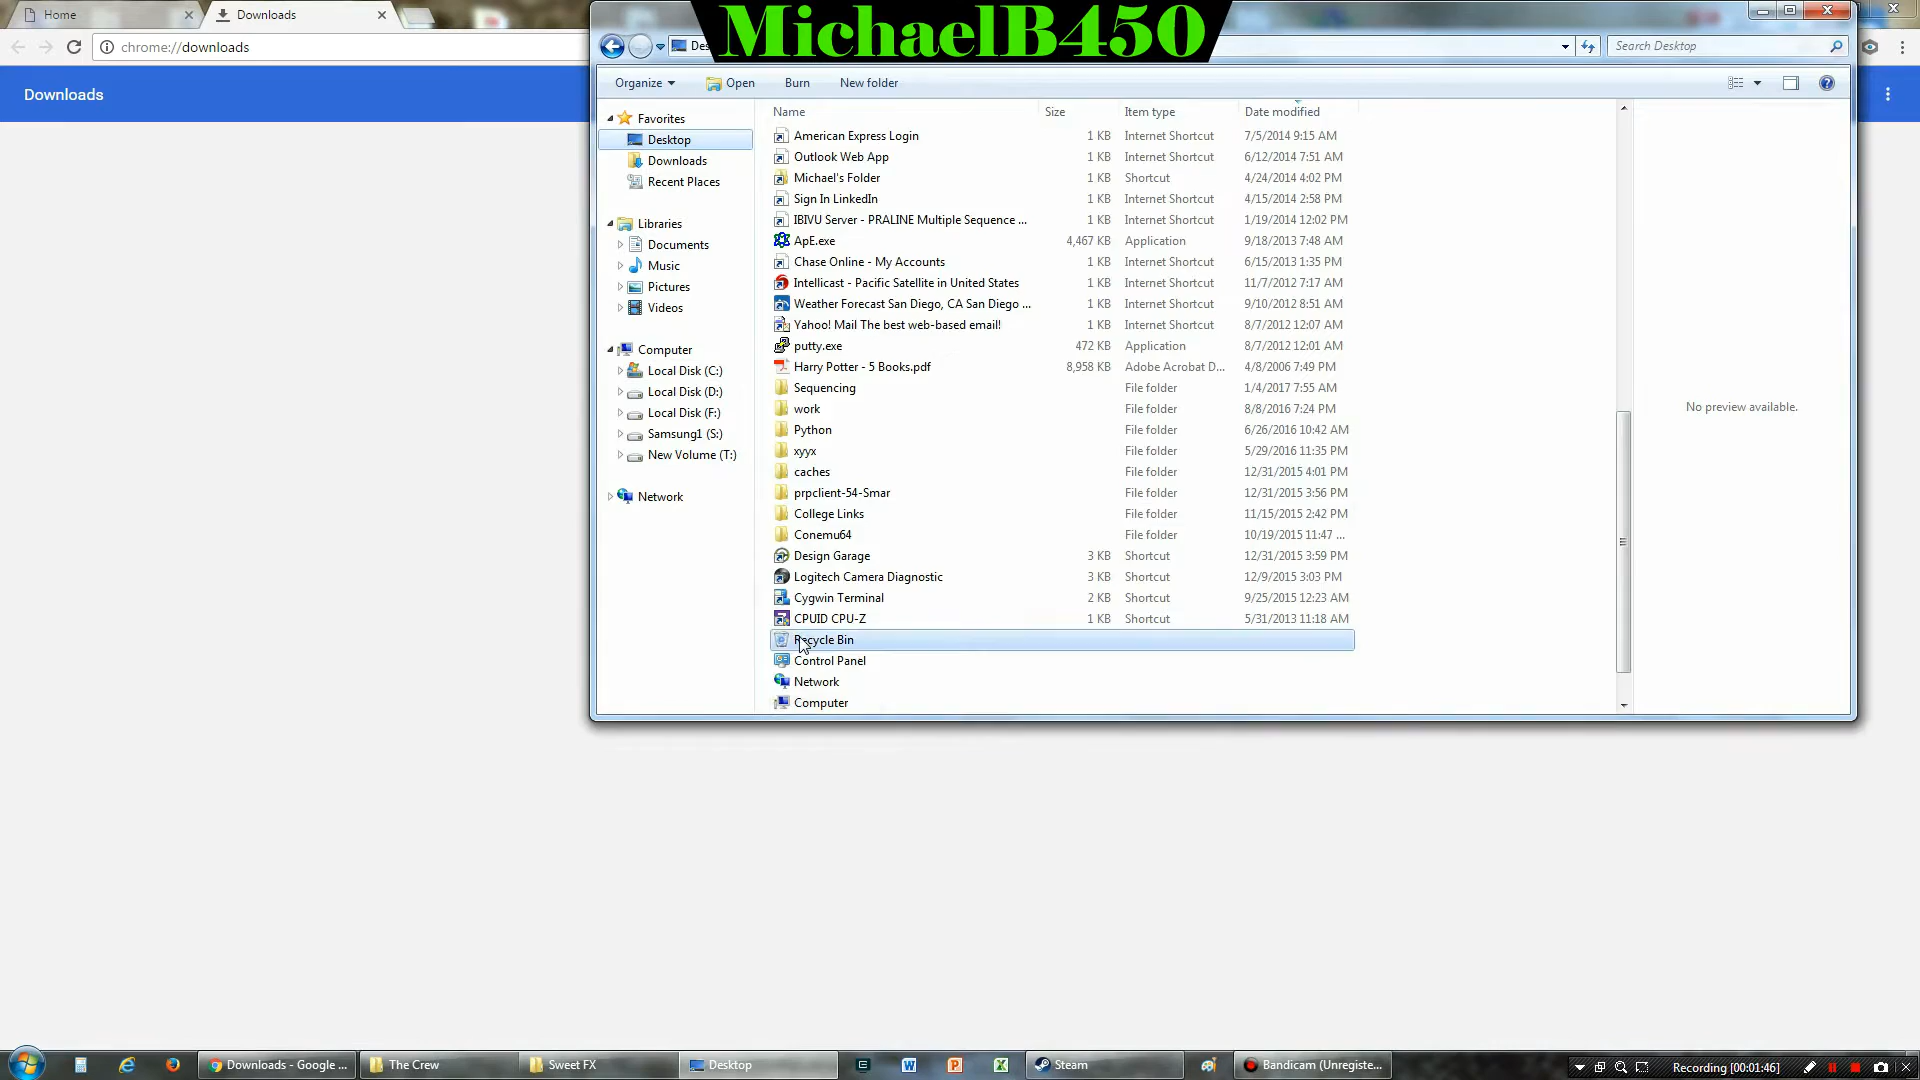 Home
Downloads
chrome://downloads
Downloads
MichaelB450
Search Desktop
Organize
Open
Burn
New folder
Favorites
Desktop
Downloads
Recent Places
Libraries
Documents
Music
Pictures
Videos
Computer
Local Disk (C:)
Local Disk (D:)
Local Disk (F:)
Samsung1 (S:)
New Volume (T:)
Network
Name Size Item type Date modified
American Express Login 1 KB Internet Shortcut 7/5/2014 9:15 AM
Outlook Web App 1 KB Internet Shortcut 6/12/2014 7:51 AM
Michael's Folder 1 KB Shortcut 4/24/2014 4:02 PM
Sign In LinkedIn 1 KB Internet Shortcut 4/15/2014 2:58 PM
IBIVU Server - PRALINE Multiple Sequence ... 1 KB Internet Shortcut 1/19/2014 12:02 PM
ApE.exe 4,467 KB Application 9/18/2013 7:48 AM
Chase Online - My Accounts 1 KB Internet Shortcut 6/15/2013 1:35 PM
Intellicast - Pacific Satellite in United States 1 KB Internet Shortcut 11/7/2012 7:17 AM
Weather Forecast San Diego, CA San Diego ... 1 KB Internet Shortcut 9/10/2012 8:51 AM
Yahoo! Mail The best web-based email! 1 KB Internet Shortcut 8/7/2012 12:07 AM
putty.exe 472 KB Application 8/7/2012 12:01 AM
Harry Potter - 5 Books.pdf 8,958 KB Adobe Acrobat D... 4/8/2006 7:49 PM
Sequencing File folder 1/4/2017 7:55 AM
work File folder 8/8/2016 7:24 PM
Python File folder 6/26/2016 10:42 AM
xyyx File folder 5/29/2016 11:35 PM
caches File folder 12/31/2015 4:01 PM
prpclient-54-Smar File folder 12/31/2015 3:56 PM
College Links File folder 11/15/2015 2:42 PM
Conemu64 File folder 10/19/2015 11:47 ...
Design Garage 3 KB Shortcut 12/31/2015 3:59 PM
Logitech Camera Diagnostic 3 KB Shortcut 12/9/2015 3:03 PM
Cygwin Terminal 2 KB Shortcut 9/25/2015 12:23 AM
CPUID CPU-Z 1 KB Shortcut 5/31/2013 11:18 AM
Recycle Bin
Control Panel
Network
Computer
No preview available.
Downloads - Google ...
The Crew
Sweet FX
Desktop
Steam
Bandicam (Unregiste...
Recording [00:01:46]